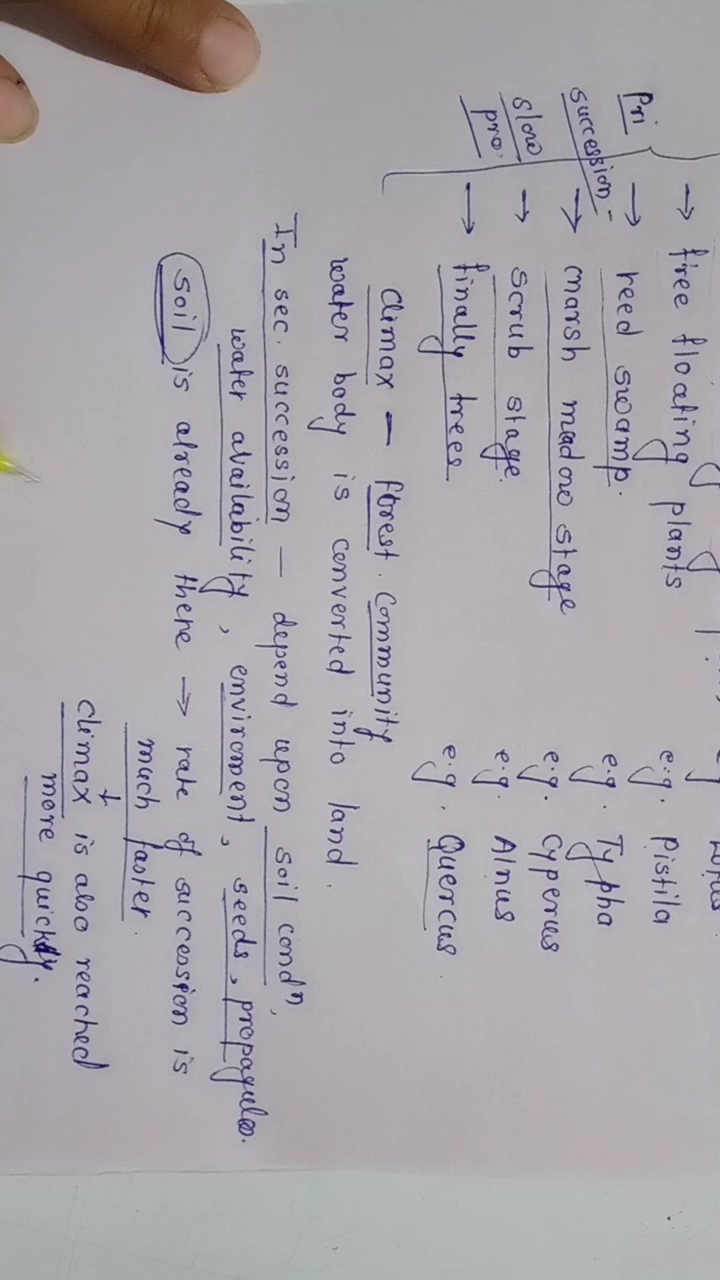 → free floating plants e.g. Pistila
Pri → reed swamp. e.g. Typha
succession - → marsh madow stage e.g. Cyperus
slow → scrub stage. e.g. Alnus
pro. → finally trees e.g. Quercus.
Climax - forest community
water body is converted into land.
In sec. succession - depend upon soil condⁿ,
water availability, enviroment, seeds, propagules.
soil is already there → rate of succession is
much faster.
↓
climax is also reached
more quickly.